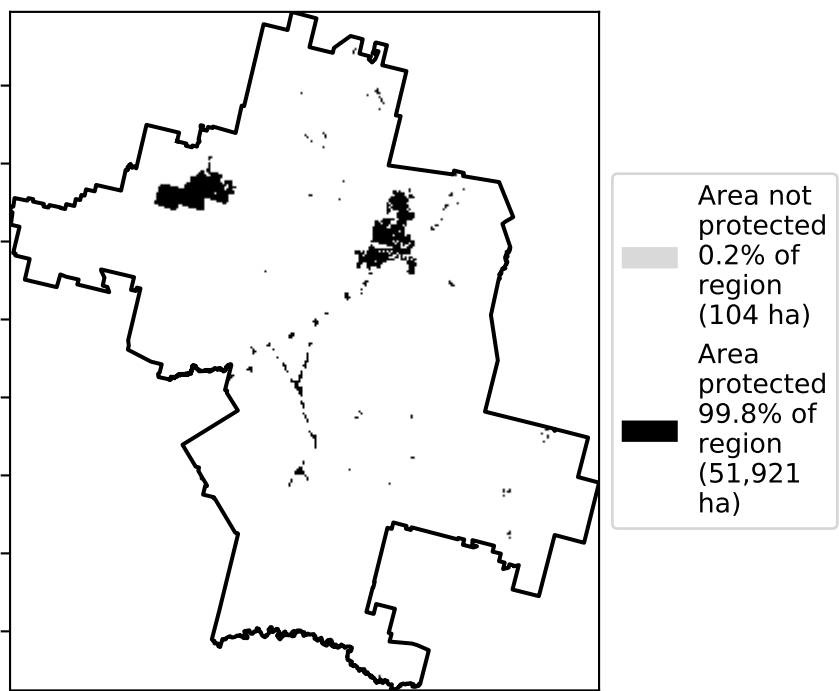 Area not
protected
0.2% of
region
(104 ha)
Area
protected
99.8% of
region
(51,921
ha)